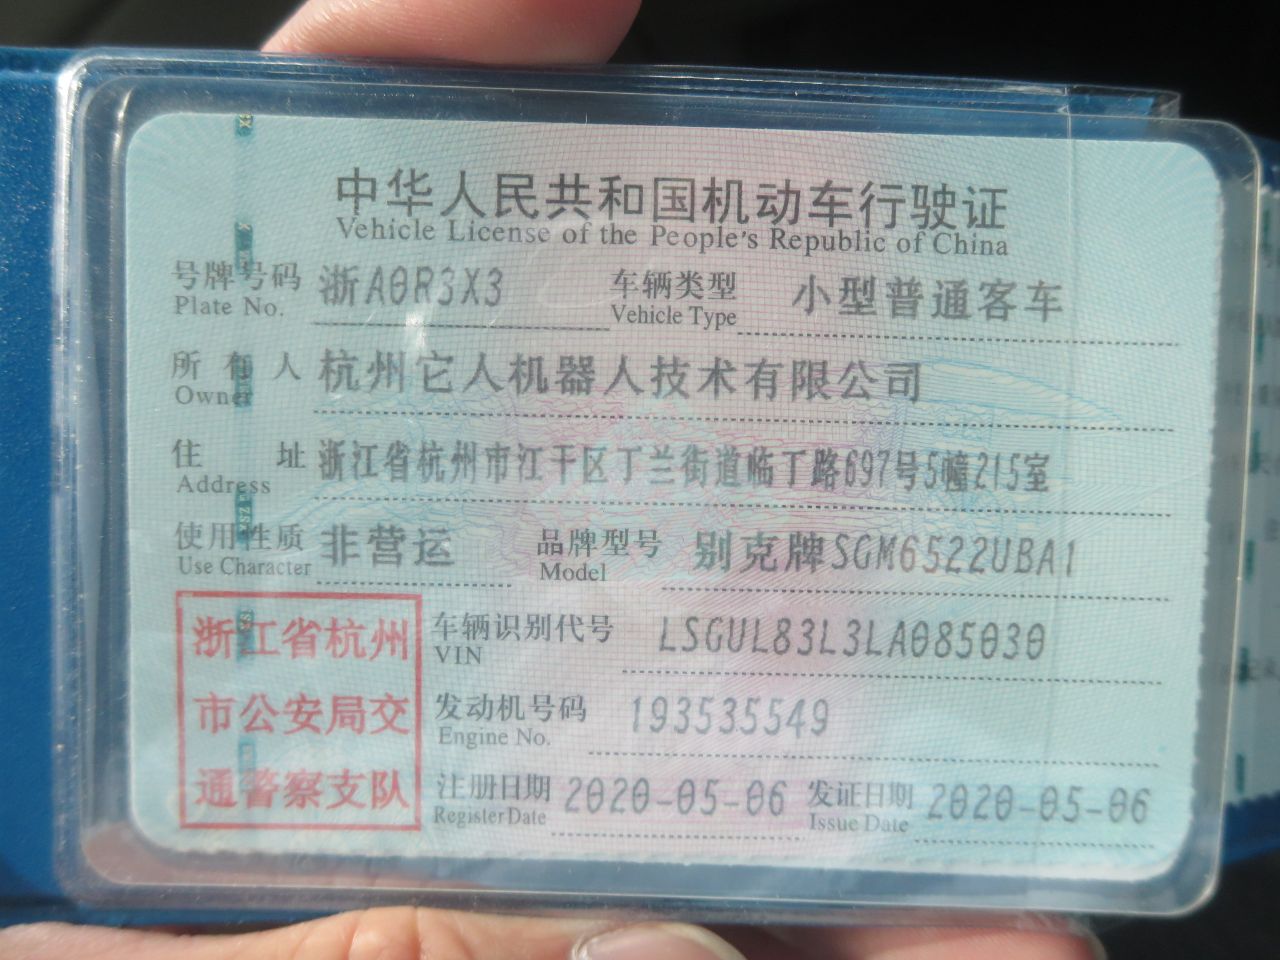 中华人民共和国机动车行驶证
Vehicle License of the People's Republic of China
号牌号码 浙A0R3X3 车辆类型 小型普通客车
Plate No. Vehicle Type
所有人 杭州它人机器人技术有限公司
Owner
住址 浙江省杭州市江干区丁兰街道临丁路697号5幢215室
Address
使用性质 非营运 品牌型号 别克牌SGM6522UBA1
Use Character Model
浙江省杭州
市公安局交
通警察支队
车辆识别代号 LSGUL83L3LA085030
VIN
发动机号码 193535549
Engine No.
注册日期 2020-05-06 发证日期 2020-05-06
Register Date Issue Date